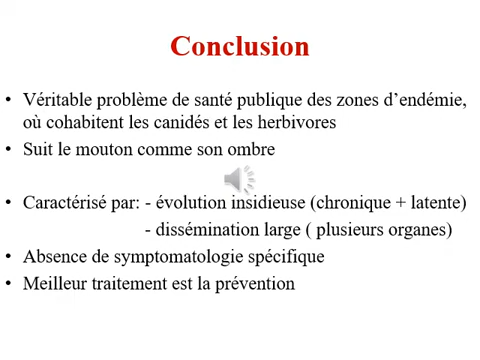 Conclusion
• Véritable problème de santé publique des zones d’endémie,
où cohabitent les canidés et les herbivores
• Suit le mouton comme son ombre
• Caractérisé par: - évolution insidieuse (chronique + latente)
- dissémination large ( plusieurs organes)
• Absence de symptomatologie spécifique
• Meilleur traitement est la prévention